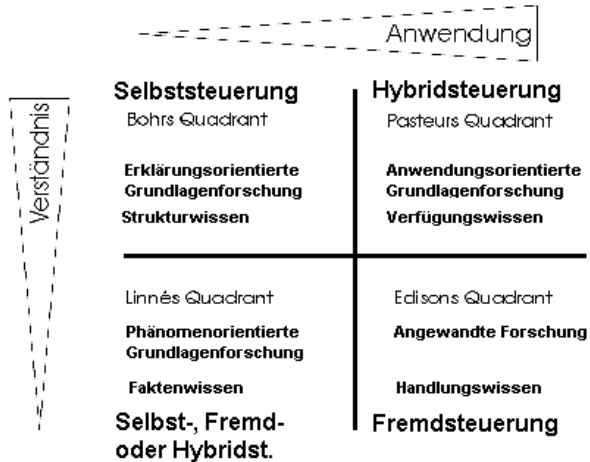 Anwendung
Verständnis
Selbststeuerung
Bohrs Quadrant
Erklärungsorientierte
Grundlagenforschung
Strukturwissen
Hybridsteuerung
Pasteurs Quadrant
Anwendungsorientierte
Grundlagenforschung
Verfügungswissen
Linnés Quadrant
Phänomenorientierte
Grundlagenforschung
Faktenwissen
Selbst-, Fremd-
oder Hybridst.
Edisons Quadrant
Angewandte Forschung
Handlungswissen
Fremdsteuerung